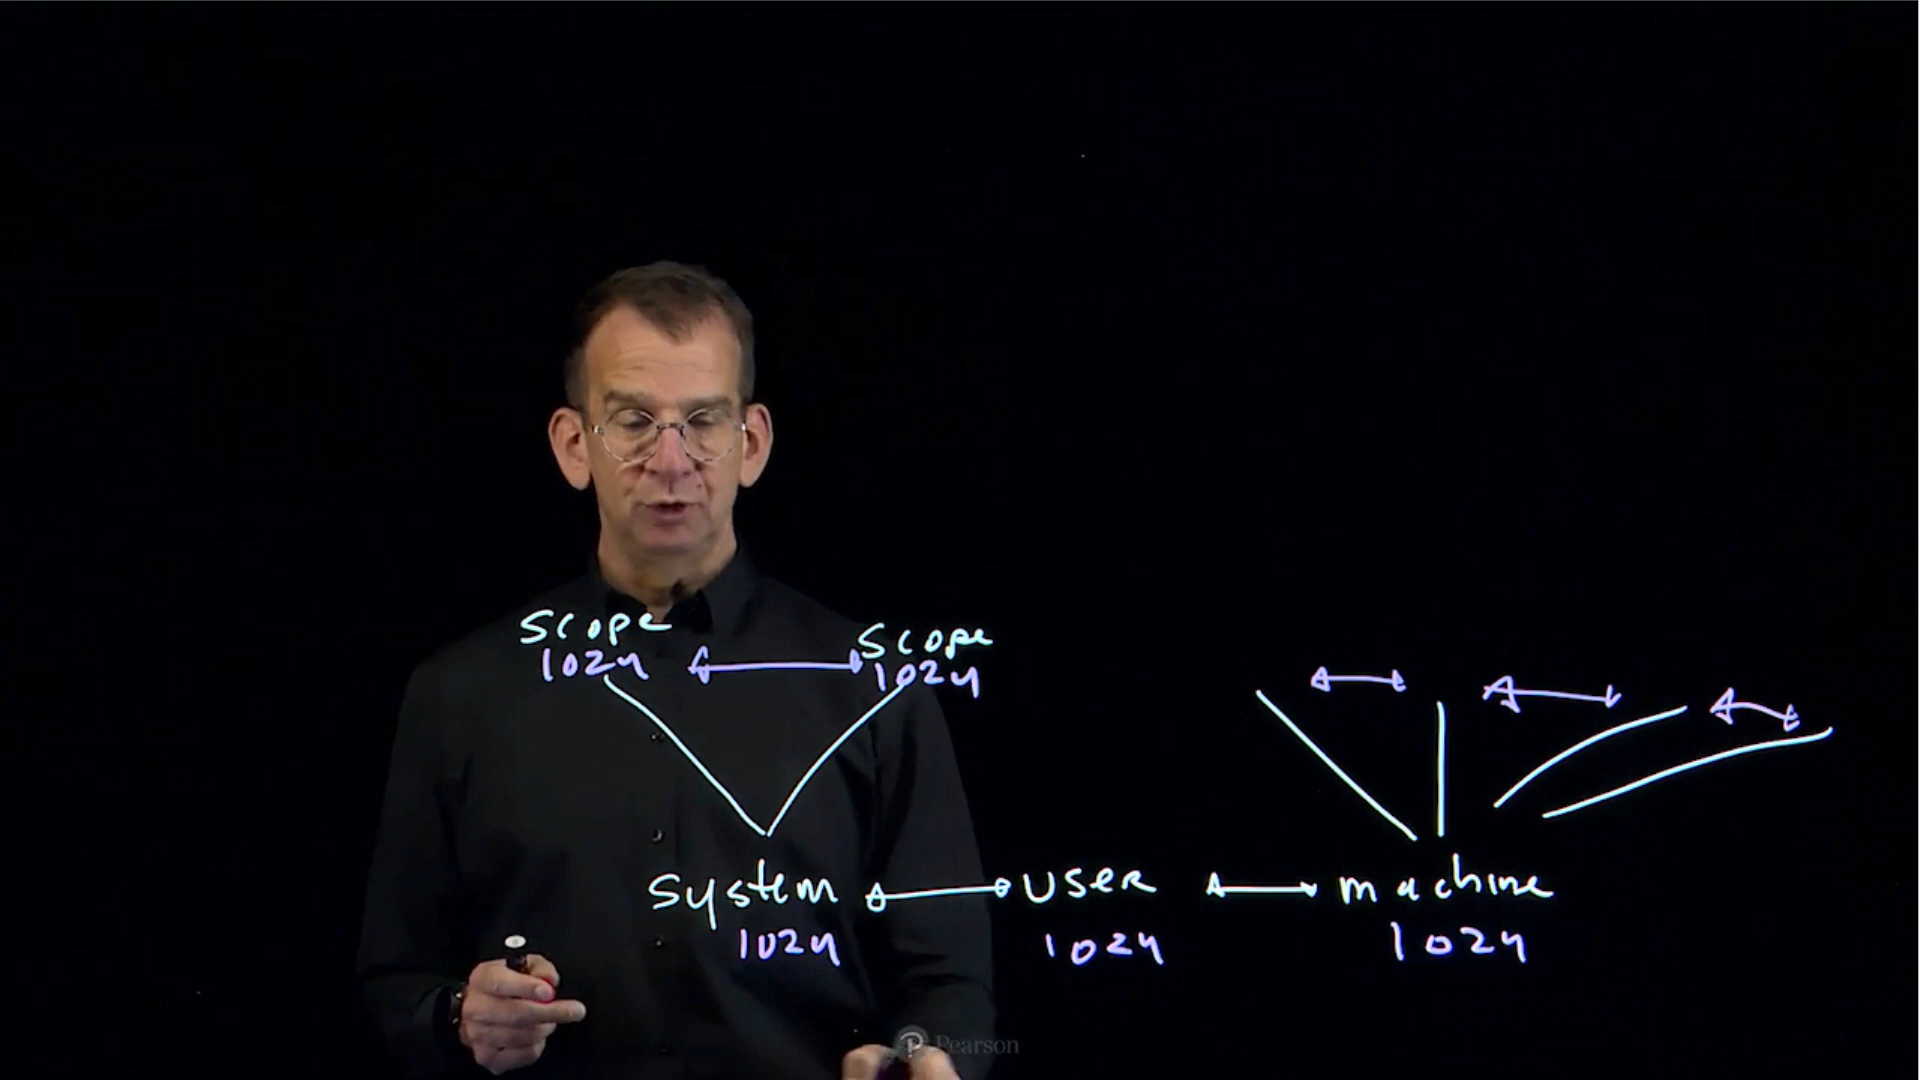 scope scope
1024 1024
system user machine
1024 1024 1024
Pearson